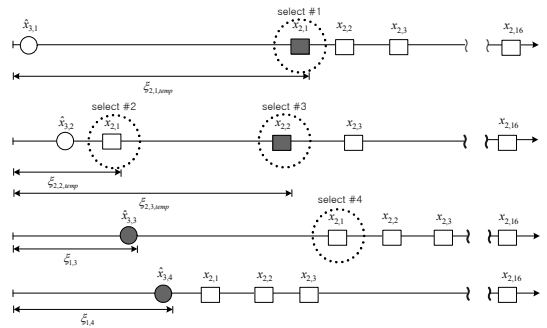 select #1
x̂3,1 x2,1 x2,2 x2,3 x2,16
ξ2,1,temp
select #2 select #3
x̂3,2 x2,1 x2,2 x2,3 x2,16
ξ2,2,temp
ξ2,3,temp
select #4
x̂3,3 x2,1 x2,2 x2,3 x2,16
ξ1,3
x̂3,4 x2,1 x2,2 x2,3 x2,16
ξ1,4